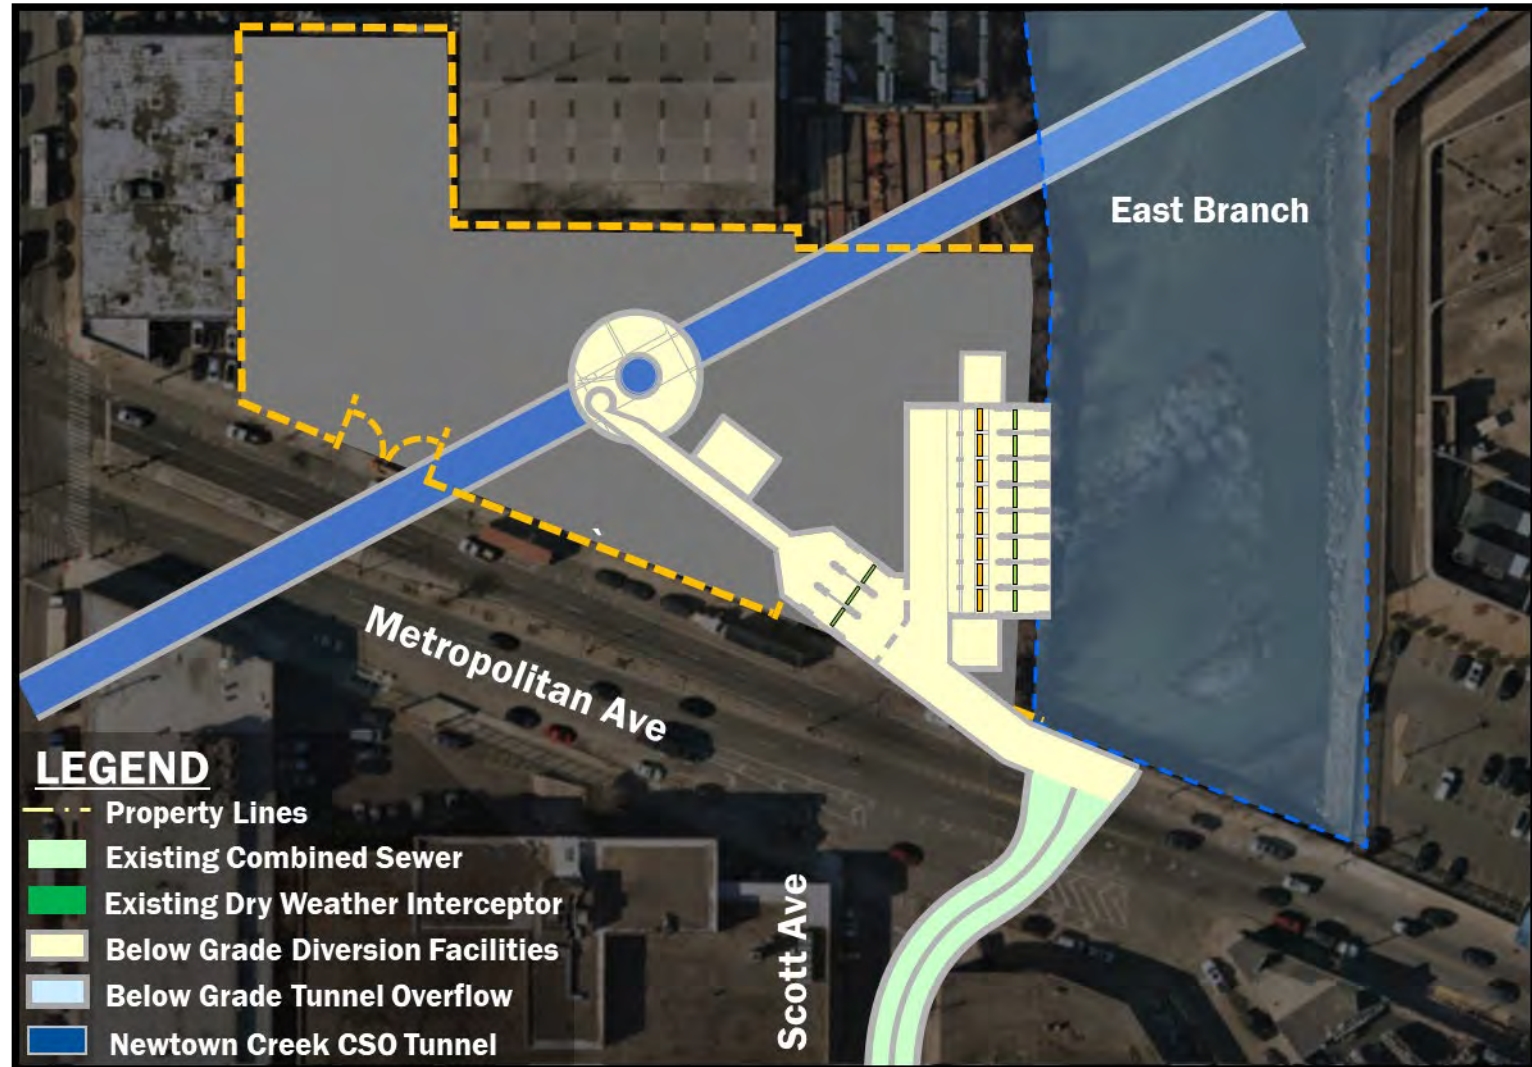 East Branch
Metropolitan Ave
LEGEND
Property Lines
Existing Combined Sewer
Existing Dry Weather Interceptor
Below Grade Diversion Facilities
Below Grade Tunnel Overflow
Newtown Creek CSO Tunnel
Scott Ave